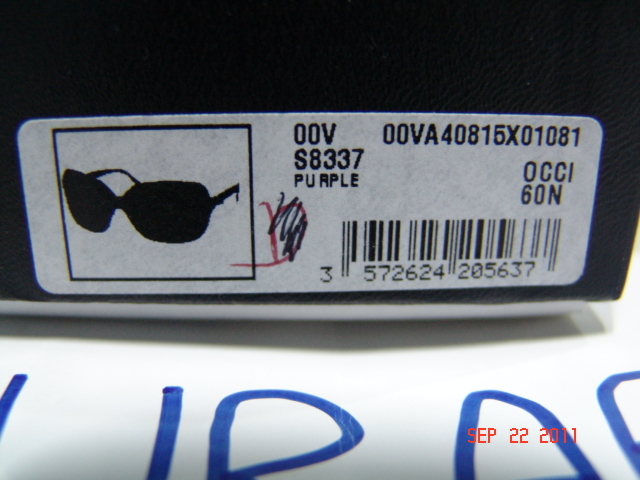 00V 00VA40815X01081
S8337
PURPLE
OCCI
60N
3 572624 205637
SEP 22 2011